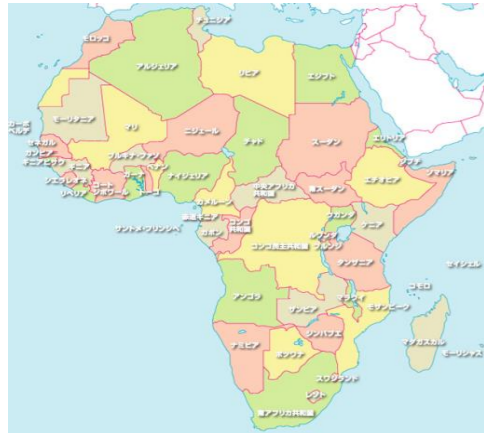 チュニジア
モロッコ
アルジェリア
リビア
エジプト
モーリタニア
マリ
ニジェール
チャド
スーダン
エリトリア
カーボ
ベルデ
セネガル
ガンビア
ギニアビサウ
ギニア
シエラレオネ
リベリア
コート
ジボワール
ブルキナ・ファソ
ガーナ
トーゴ
ベナン
ナイジェリア
カメルーン
中央アフリカ
共和国
南スーダン
エチオピア
ジブチ
ソマリア
赤道ギニア
サントメ・プリンシペ
ガボン
コンゴ
共和国
コンゴ民主共和国
ウガンダ
ケニア
ルワンダ
ブルンジ
タンザニア
セイシェル
アンゴラ
ザンビア
マラウイ
モザンビーク
コモロ
ジンバブエ
マダガスカル
モーリシャス
ナミビア
ボツワナ
スワジランド
レソト
南アフリカ共和国